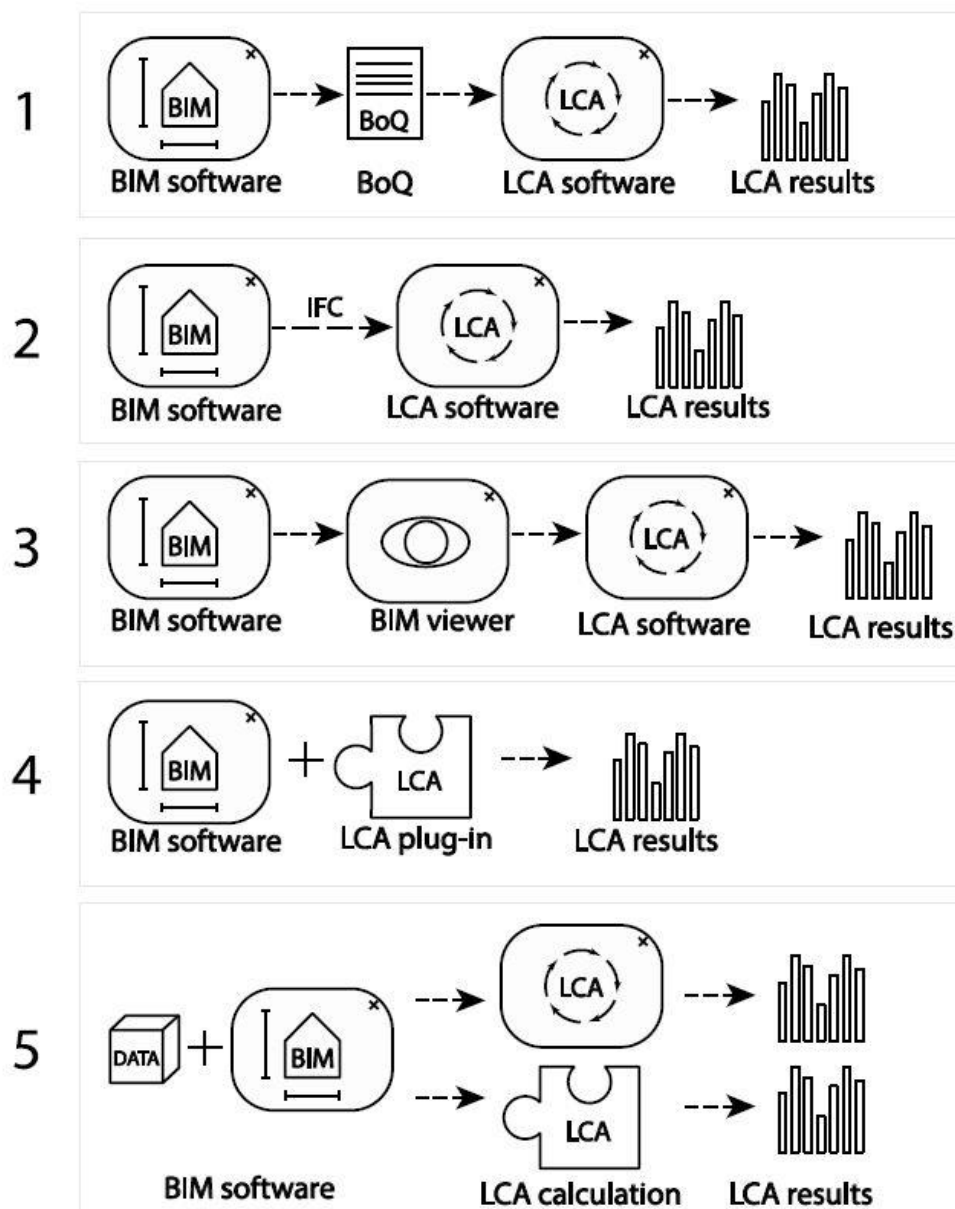 1
BIM
BoQ
LCA
BIM software
BoQ
LCA software
LCA results
2
BIM
IFC
LCA
BIM software
LCA software
LCA results
3
BIM
LCA
BIM software
BIM viewer
LCA software
LCA results
4
BIM
+
LCA
BIM software
LCA plug-in
LCA results
5
LCA
DATA
+
BIM
LCA
BIM software
LCA calculation
LCA results